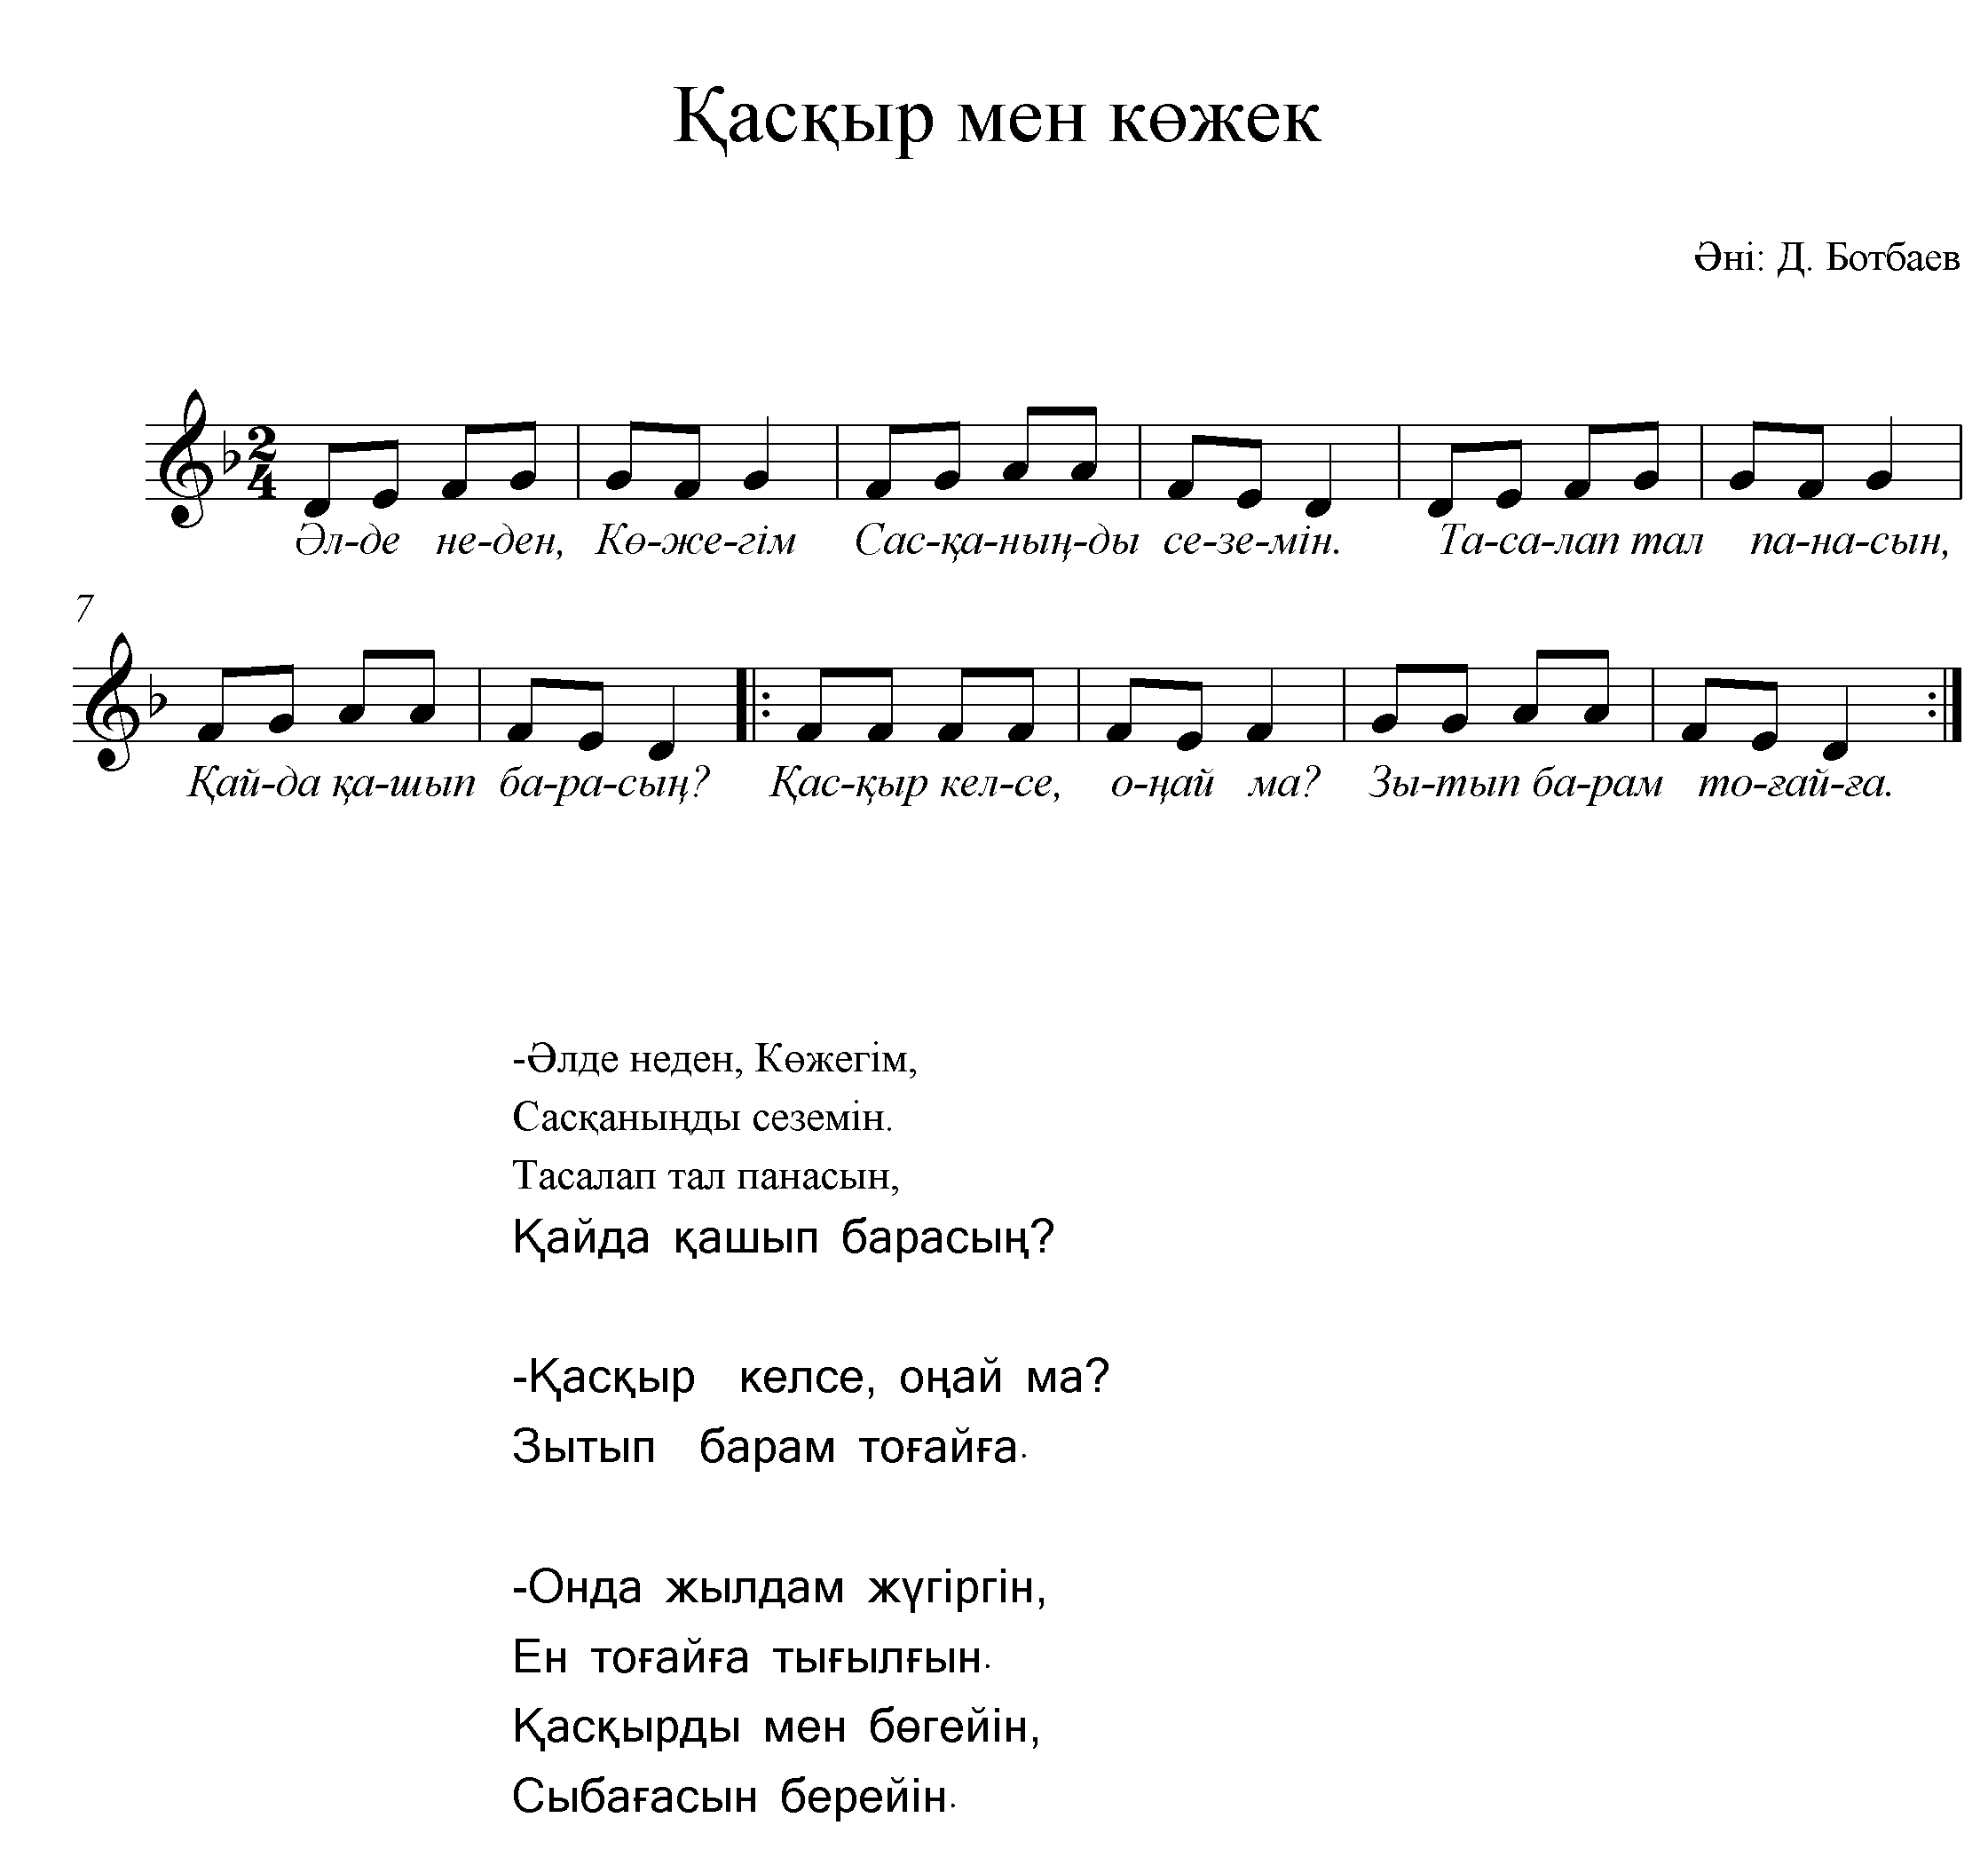 Қасқыр мен көжек
Әні: Д. Ботбаев
2
4
Әл-де не-ден, Кө-же-гім Сас-қа-ның-ды се-зе-мін. Та-са-лап тал па-на-сын,
7
Қай-да қа-шып ба-ра-сың? Қас-қыр кел-се, о-ңай ма? Зы-тып ба-рам то-ғай-ға.
-Әлде неден, Көжегім,
Сасқаныңды сеземін.
Тасалап тал панасын,
Қайда қашып барасың?
-Қасқыр келсе, оңай ма?
Зытып барам тоғайға.
-Онда жылдам жүгіргін,
Ен тоғайға тығылғын.
Қасқырды мен бөгейін,
Сыбағасын берейін.